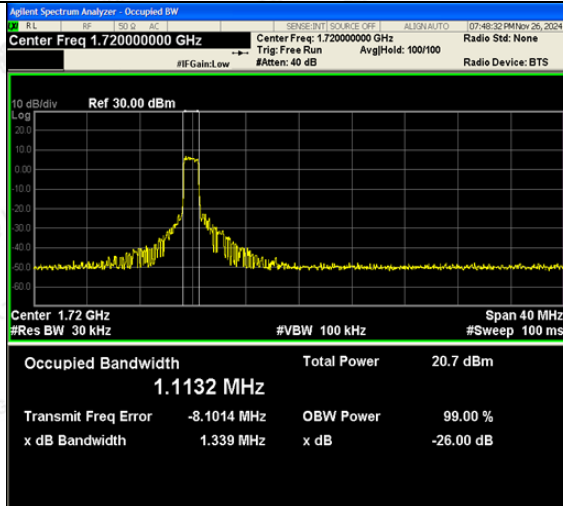 Agilent Spectrum Analyzer - Occupied BW
RL RF 50 Ω AC SENSE:INT SOURCE OFF ALIGN AUTO 07:48:32 PM Nov 26, 2024
Center Freq 1.720000000 GHz Center Freq: 1.720000000 GHz Radio Std: None
Trig: Free Run Avg|Hold: 100/100
#IFGain:Low #Atten: 40 dB Radio Device: BTS
10 dB/div Ref 30.00 dBm
Log
20.0
10.0
0.00
-10.0
-20.0
-30.0
-40.0
-50.0
-60.0
Center 1.72 GHz Span 40 MHz
#Res BW 30 kHz #VBW 100 kHz #Sweep 100 ms
Occupied Bandwidth Total Power 20.7 dBm
1.1132 MHz
Transmit Freq Error -8.1014 MHz OBW Power 99.00 %
x dB Bandwidth 1.339 MHz x dB -26.00 dB